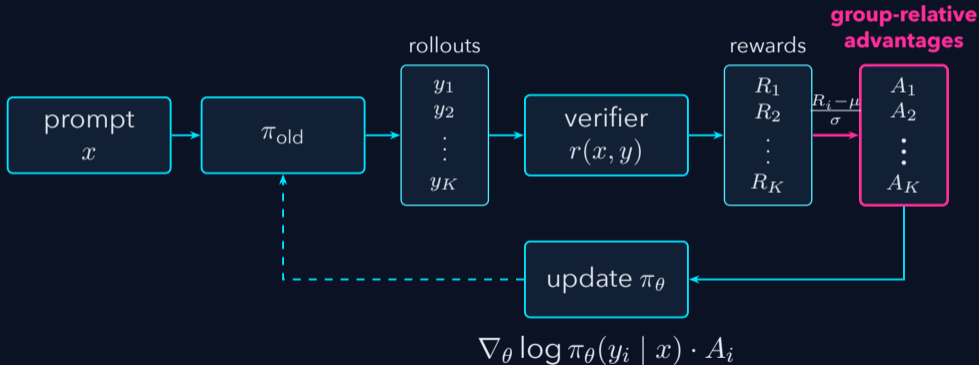 group-relative
advantages
rollouts
rewards
prompt
x
π_old
y_1
y_2
⋮
y_K
verifier
r(x, y)
R_1
R_2
⋮
R_K
R_i−μ
σ
A_1
A_2
⋮
A_K
update π_θ
∇_θ log π_θ(y_i | x) · A_i